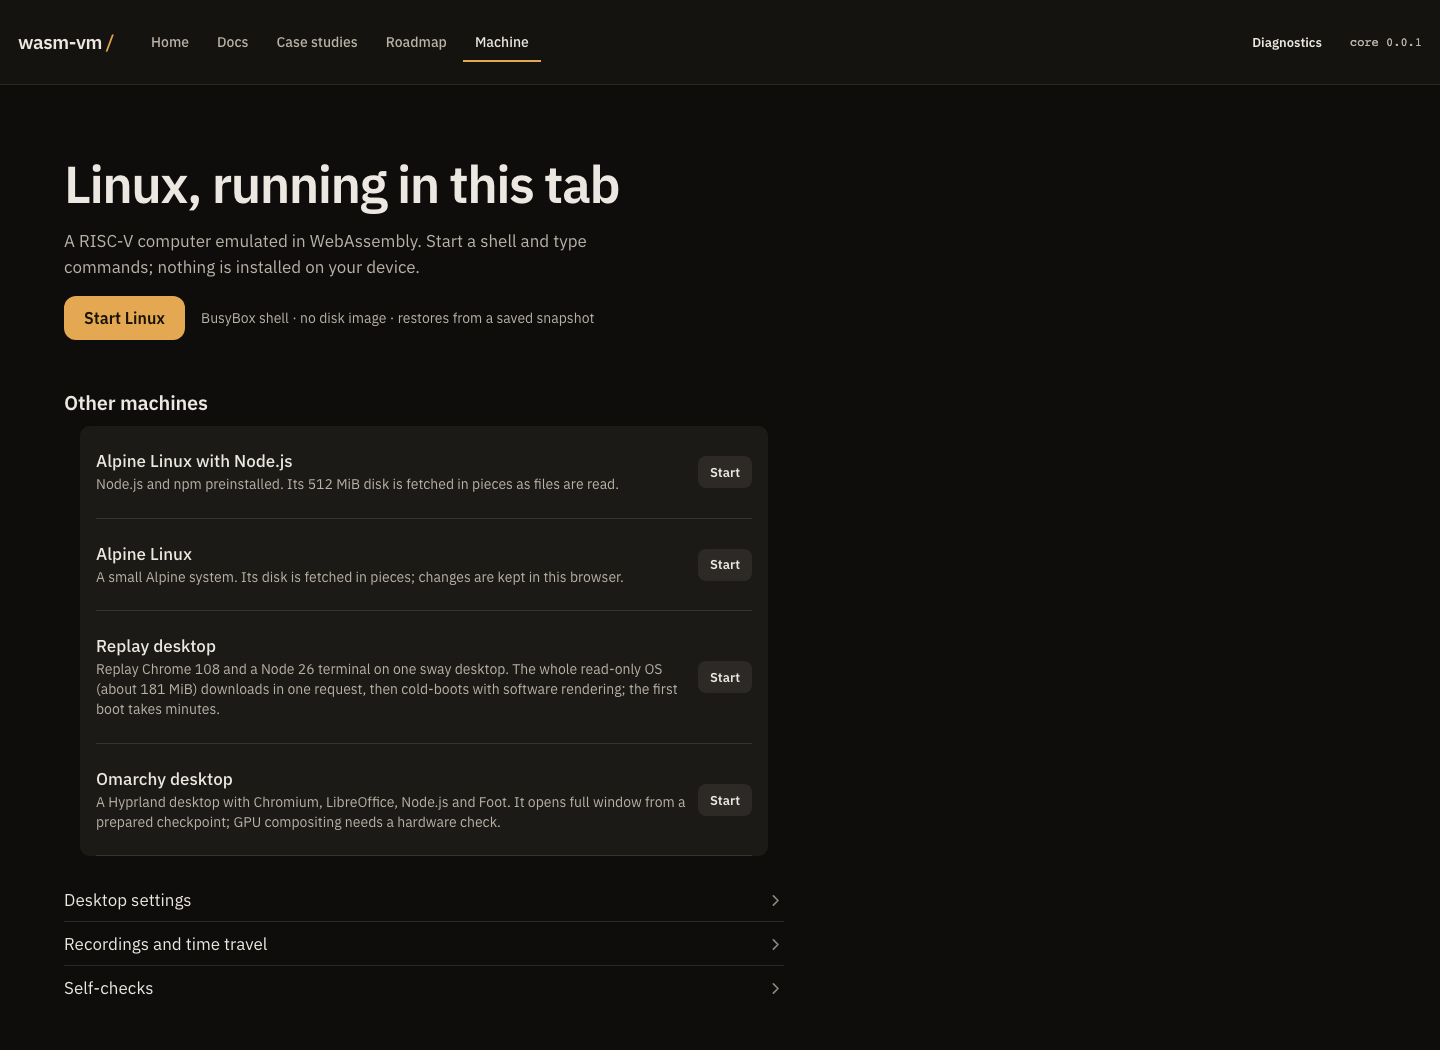 wasm-vm /
Home
Docs
Case studies
Roadmap
Machine
Diagnostics
core 0.0.1
Linux, running in this tab
A RISC-V computer emulated in WebAssembly. Start a shell and type
commands; nothing is installed on your device.
Start Linux
BusyBox shell · no disk image · restores from a saved snapshot
Other machines
Alpine Linux with Node.js
Node.js and npm preinstalled. Its 512 MiB disk is fetched in pieces as files are read.
Start
Alpine Linux
A small Alpine system. Its disk is fetched in pieces; changes are kept in this browser.
Start
Replay desktop
Replay Chrome 108 and a Node 26 terminal on one sway desktop. The whole read-only OS
(about 181 MiB) downloads in one request, then cold-boots with software rendering; the first
boot takes minutes.
Start
Omarchy desktop
A Hyprland desktop with Chromium, LibreOffice, Node.js and Foot. It opens full window from a
prepared checkpoint; GPU compositing needs a hardware check.
Start
Desktop settings
Recordings and time travel
Self-checks